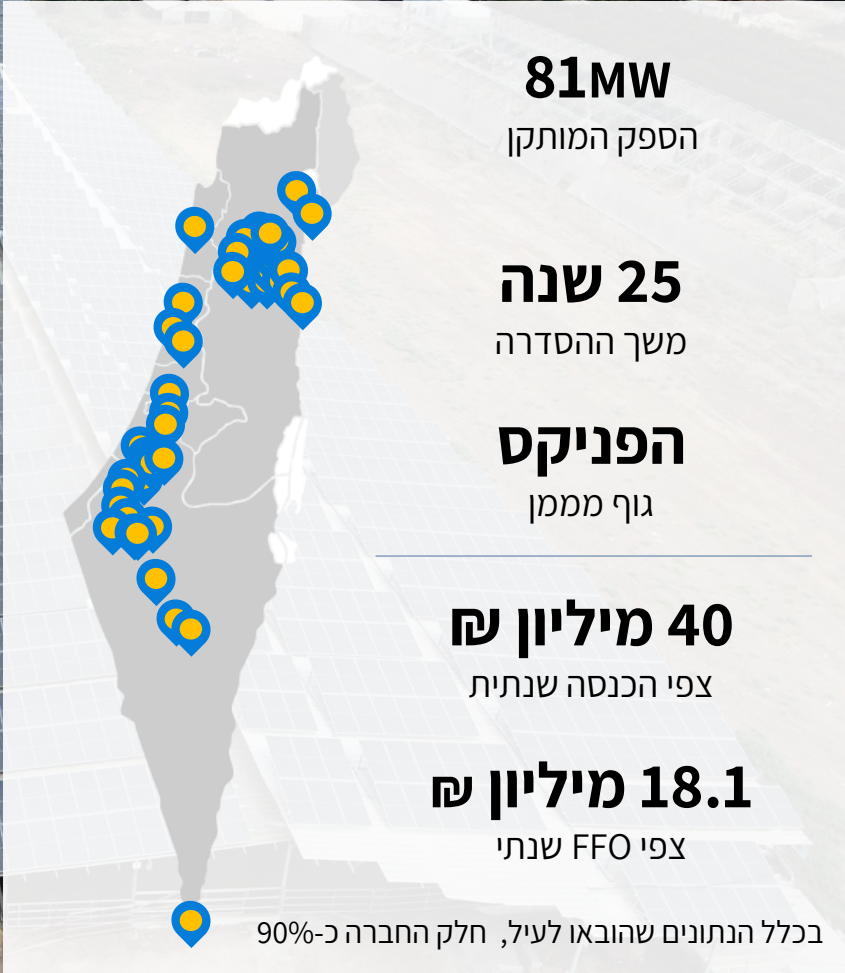 81MW
הספק המותקן
25 שנה
משך ההסדרה
הפניקס
גוף מממן
40 מיליון ₪
צפי הכנסה שנתית
18.1 מיליון ₪
צפי FFO שנתי
בכלל הנתונים שהובאו לעיל, חלק החברה כ-90%